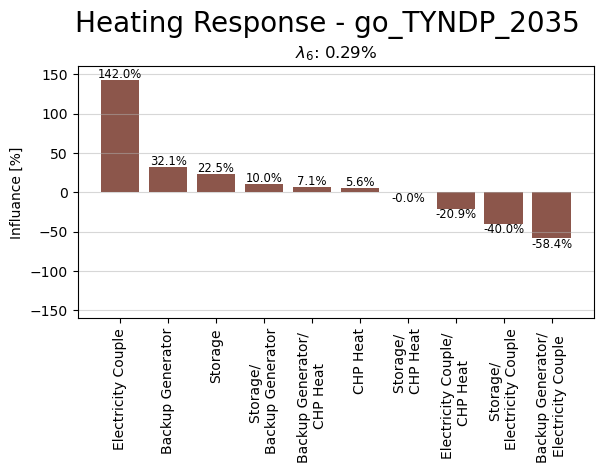 Heating Response - go_TYNDP_2035
λ6: 0.29%
Influance [%]
150
100
50
0
−50
−100
−150
142.0%
32.1%
22.5%
10.0%
7.1%
5.6%
-0.0%
-20.9%
-40.0%
-58.4%
Electricity Couple
Backup Generator
Storage
Storage/
Backup Generator
Backup Generator/
CHP Heat
CHP Heat
Storage/
CHP Heat
Electricity Couple/
CHP Heat
Storage/
Electricity Couple
Backup Generator/
Electricity Couple